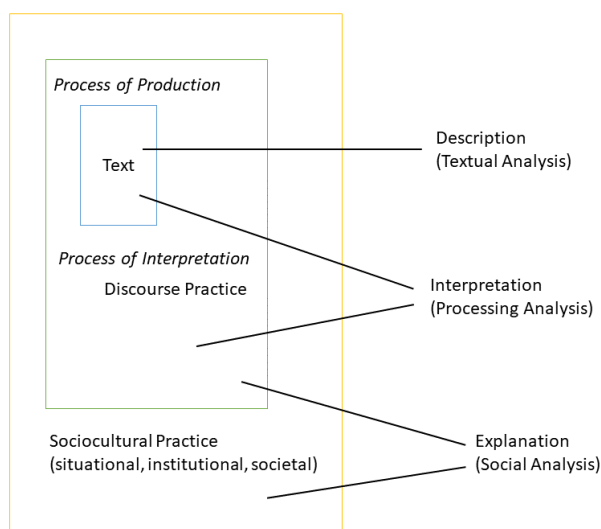 Process of Production
Text
Description
(Textual Analysis)
Process of Interpretation
Discourse Practice
Interpretation
(Processing Analysis)
Sociocultural Practice
(situational, institutional, societal)
Explanation
(Social Analysis)